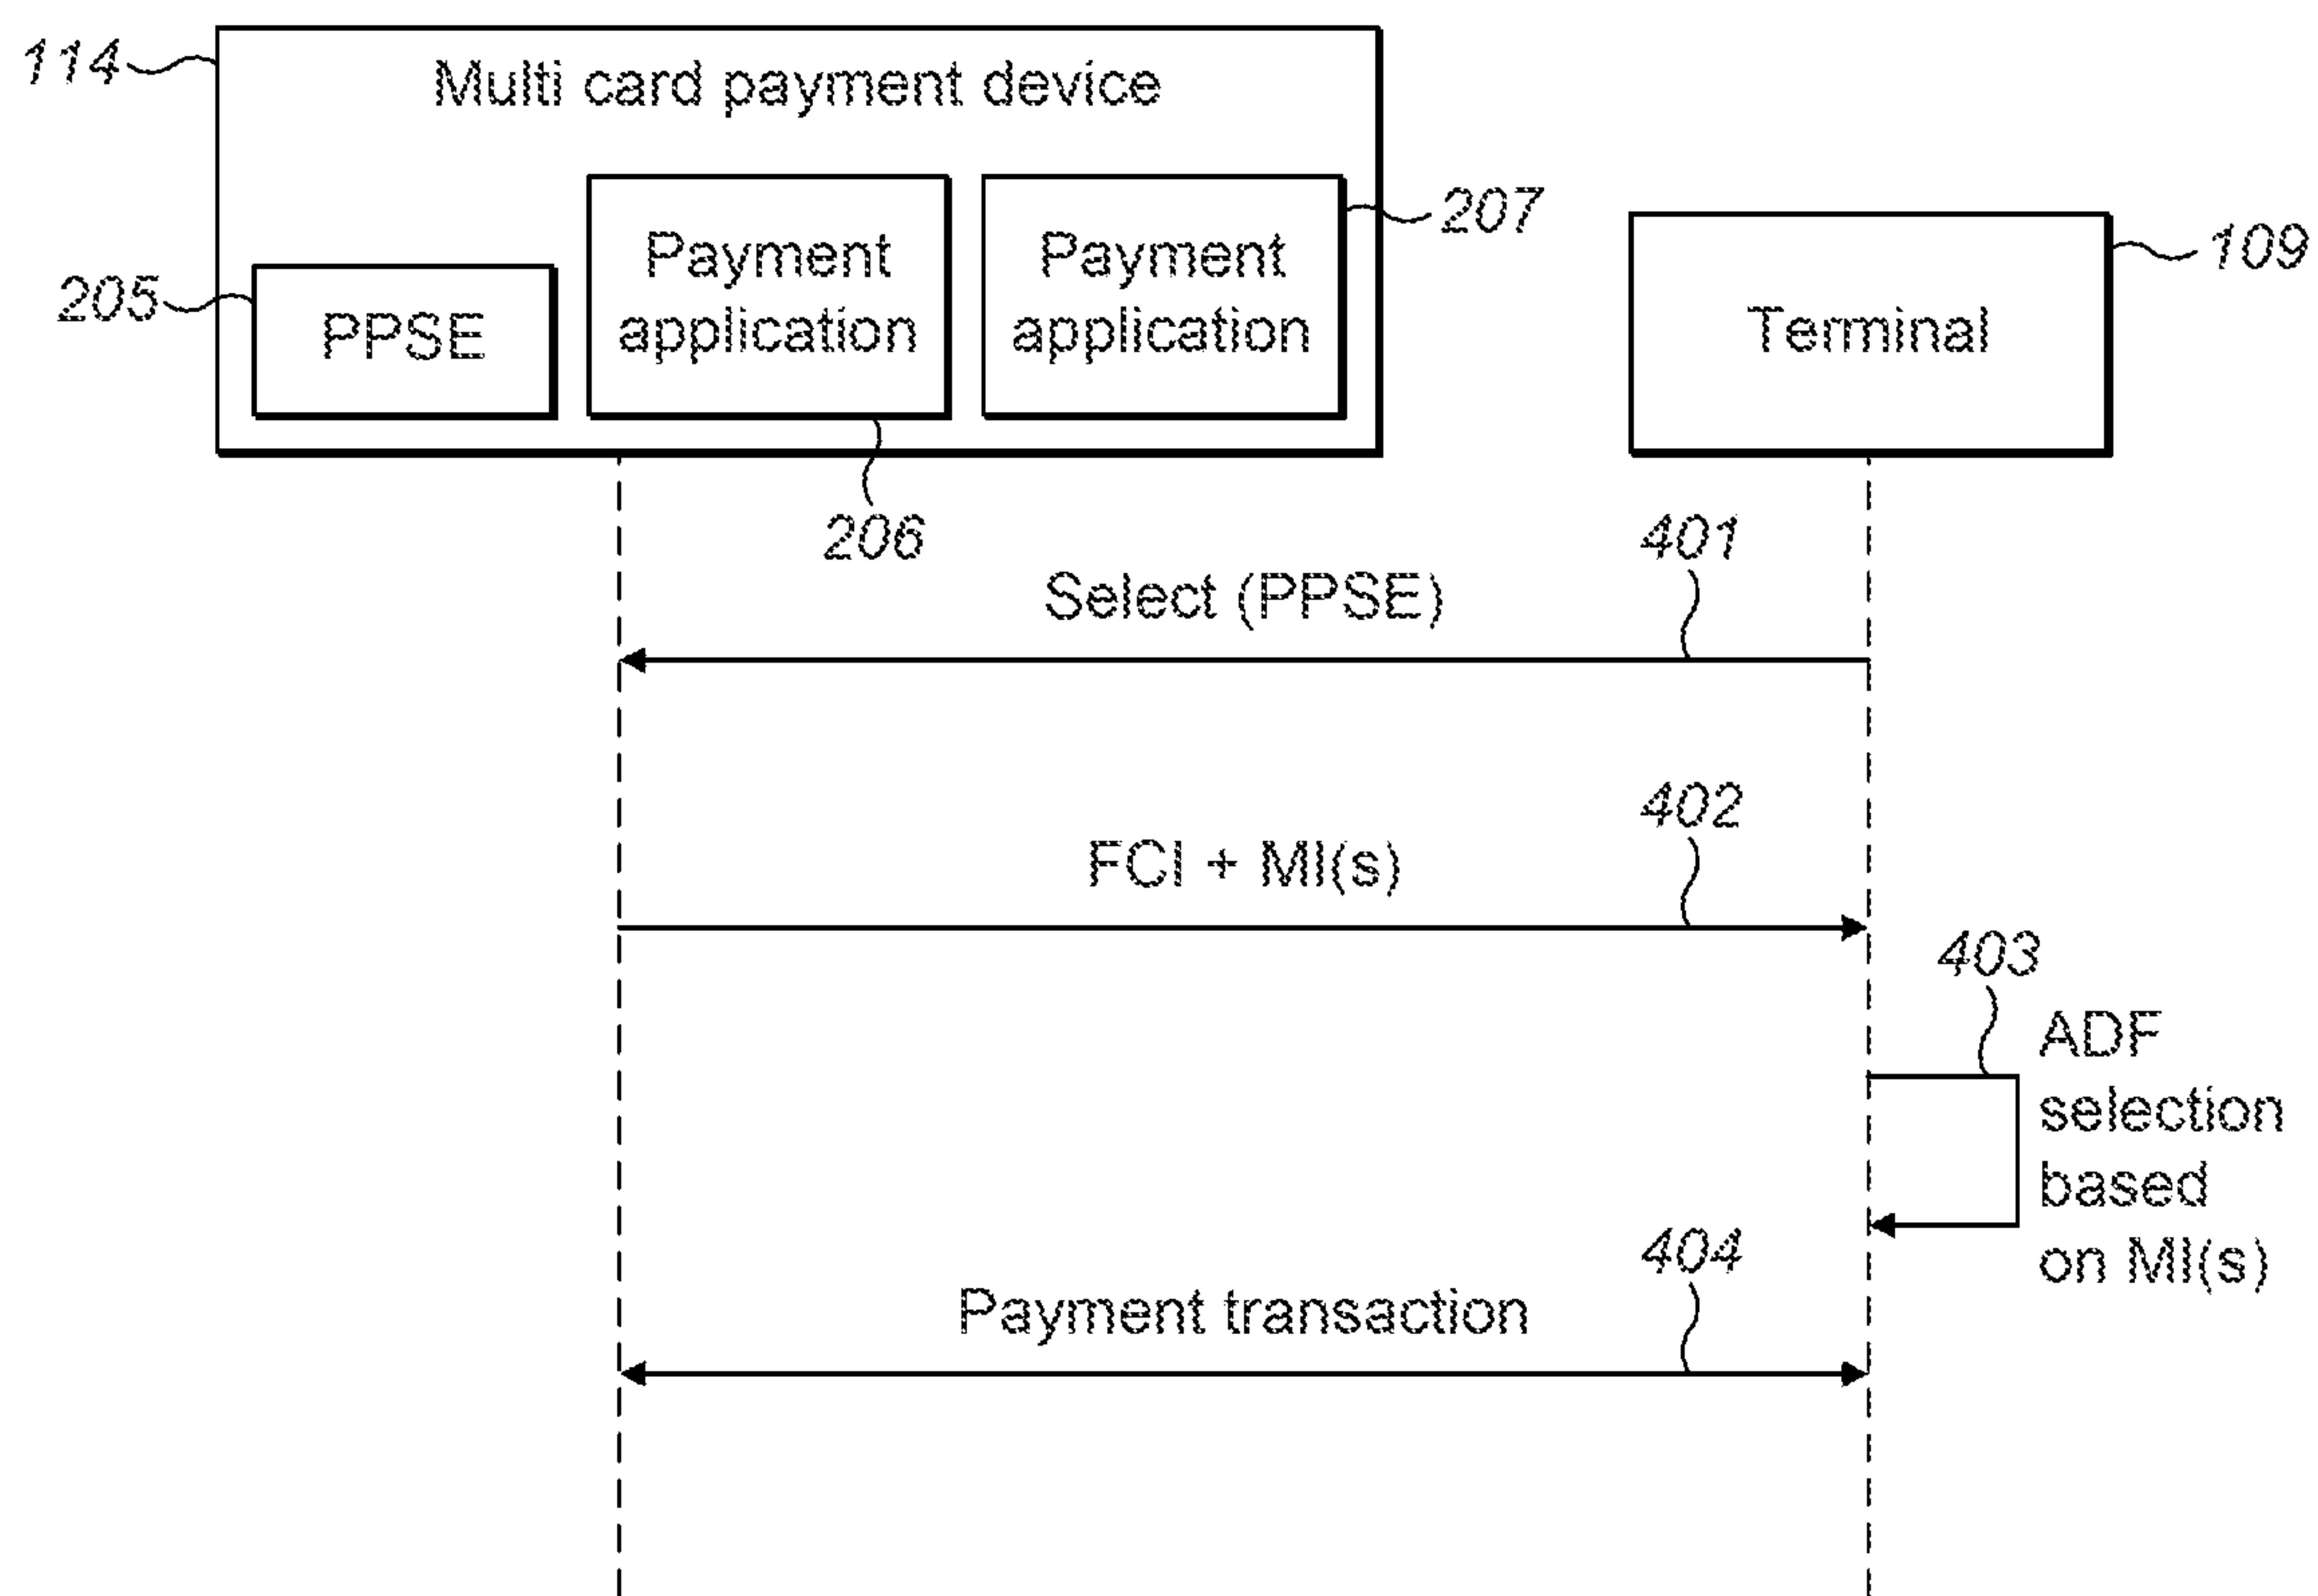 114
Multi card payment device
205
PPSE
Payment
application
206
Payment
application
207
Terminal
109
401
Select (PPSE)
402
FCI + MI(s)
403
ADF
selection
based
on MI(s)
404
Payment transaction